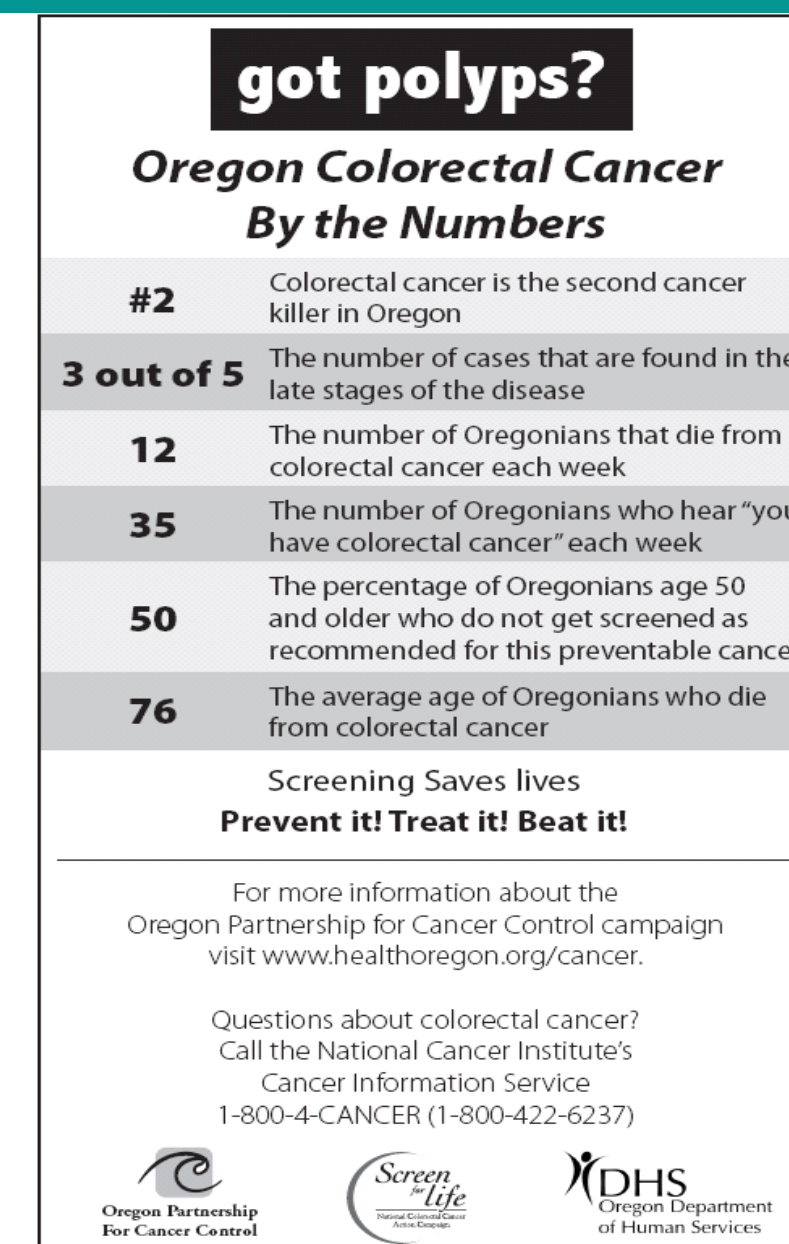 got polyps?
Oregon Colorectal Cancer
By the Numbers
#2
Colorectal cancer is the second cancer
killer in Oregon
3 out of 5
The number of cases that are found in the
late stages of the disease
12
The number of Oregonians that die from
colorectal cancer each week
35
The number of Oregonians who hear “you
have colorectal cancer” each week
50
The percentage of Oregonians age 50
and older who do not get screened as
recommended for this preventable cance
76
The average age of Oregonians who die
from colorectal cancer
Screening Saves lives
Prevent it! Treat it! Beat it!
For more information about the
Oregon Partnership for Cancer Control campaign
visit www.healthoregon.org/cancer.
Questions about colorectal cancer?
Call the National Cancer Institute’s
Cancer Information Service
1-800-4-CANCER (1-800-422-6237)
Oregon Partnership
For Cancer Control
Screen
for
life
National Colorectal Cancer
Action Campaign
DHS
Oregon Department
of Human Services